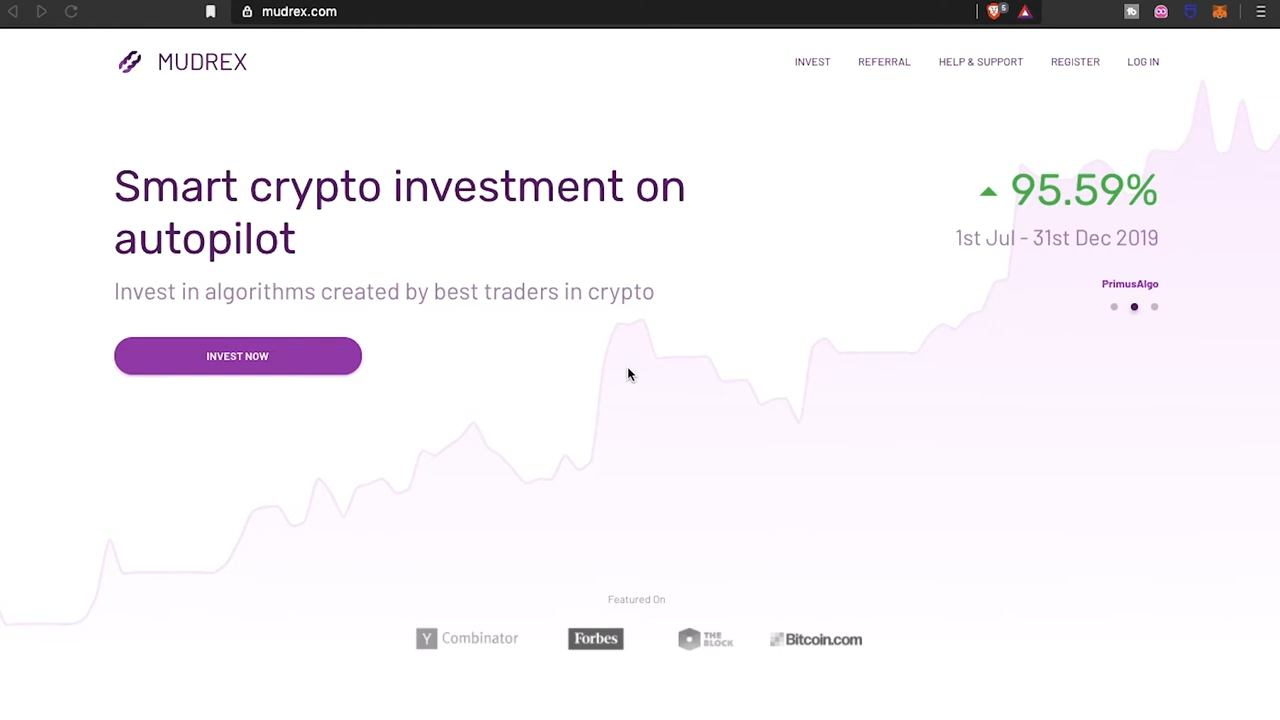 mudrex.com
5
MUDREX
INVEST
REFERRAL
HELP & SUPPORT
REGISTER
LOG IN
Smart crypto investment on
autopilot
Invest in algorithms created by best traders in crypto
INVEST NOW
95.59%
1st Jul - 31st Dec 2019
PrimusAlgo
Featured On
Y Combinator
Forbes
THE
BLOCK
Bitcoin.com